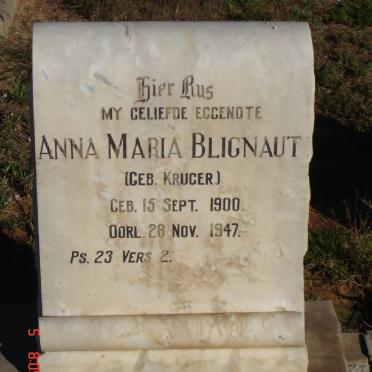 Hier Rus
MY GELIEFDE EGGENOTE
ANNA MARIA BLIGNAUT
(GEB. KRUGER)
GEB. 15 SEPT. 1900.
OORL. 28 NOV. 1947.
PS. 23 VERS 2.